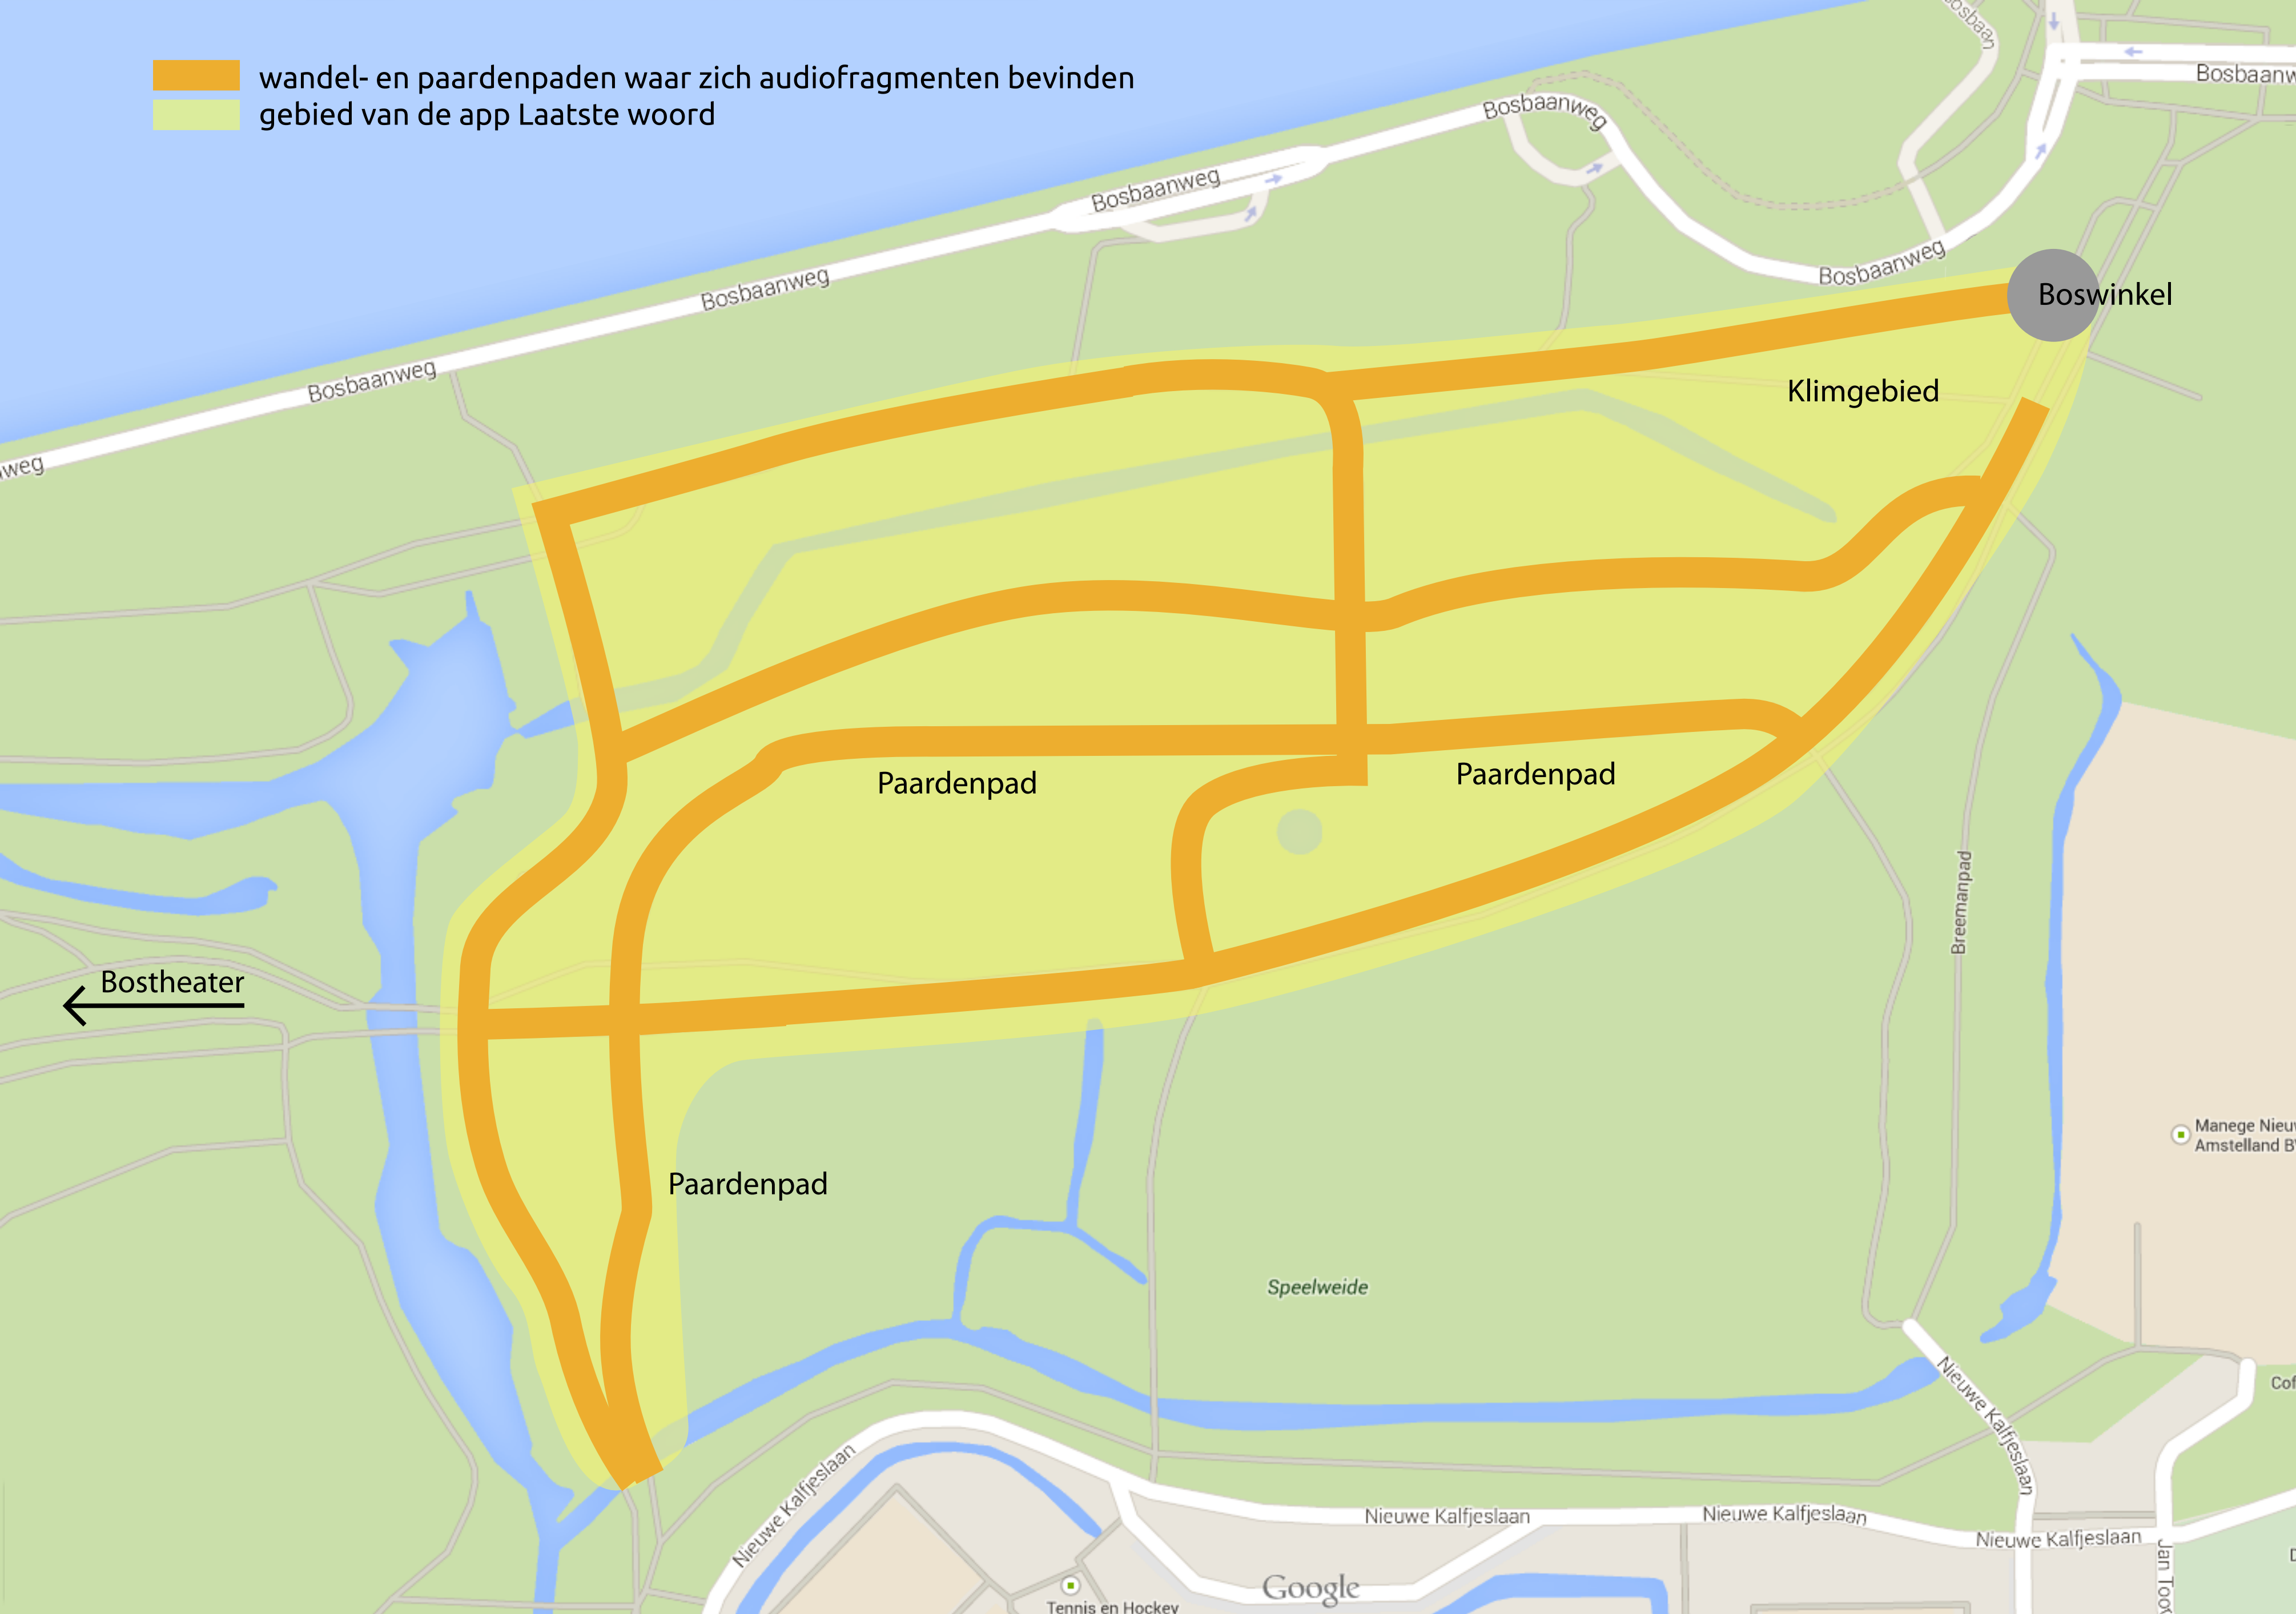 wandel- en paardenpaden waar zich audiofragmenten bevinden
gebied van de app Laatste woord
Bosbaanweg
Bosbaanweg
Bosbaanweg
Bosbaanweg
Bosbaanweg
Boswinkel
Klimgebied
Paardenpad
Paardenpad
Breemanpad
Bostheater
Manege
Amstelland
Paardenpad
Speelweide
Nieuwe Kalfjeslaan
Nieuwe Kalfjeslaan
Nieuwe Kalfjeslaan
Nieuwe Kalfjeslaan
Nieuwe Kalfjeslaan
Google
Tennis en Hockey
Jan